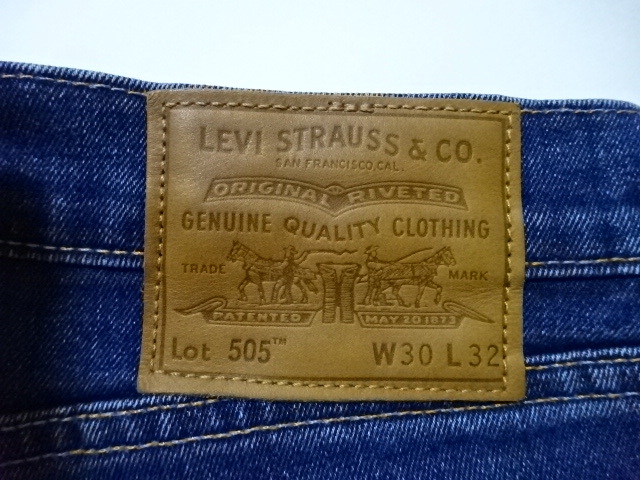 LEVI STRAUSS & CO.
SAN FRANCISCO, CAL.
ORIGINAL RIVETED
GENUINE QUALITY CLOTHING
TRADE MARK
PATENTED MAY 20 1873
Lot 505™ W30 L32